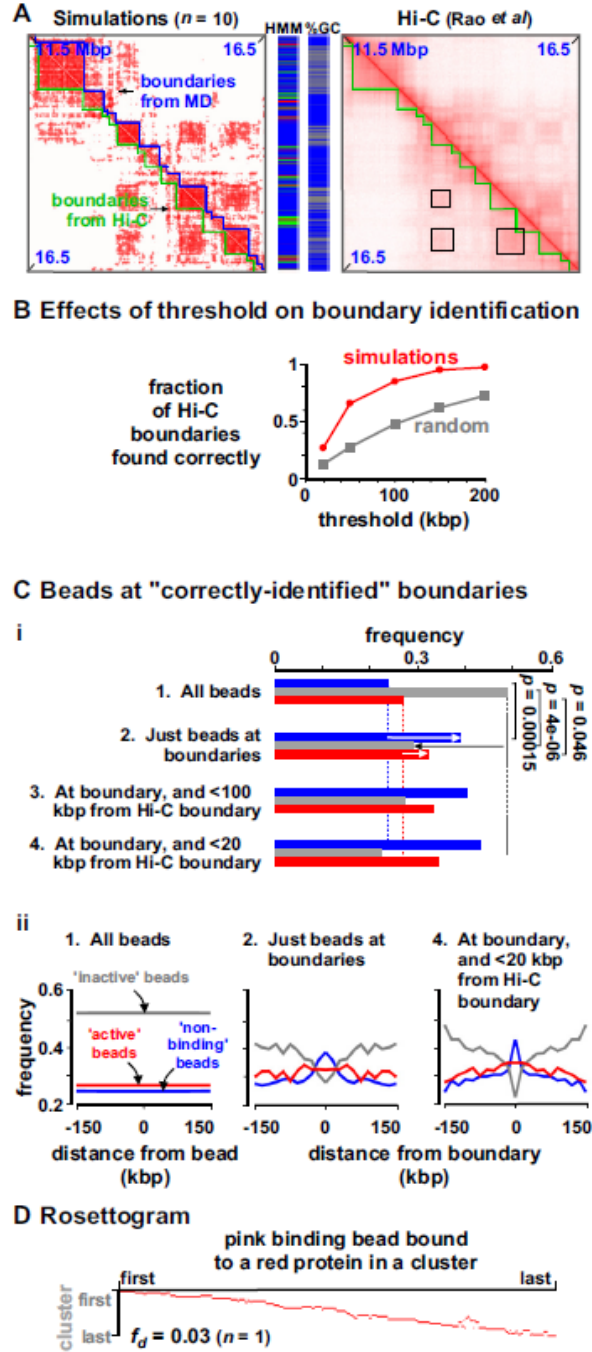 A
Simulations (n = 10)
HMM %GC
Hi-C (Rao et al)
11.5 Mbp 16.5
11.5 Mbp 16.5
boundaries
from MD
boundaries
from Hi-C
16.5
16.5
B Effects of threshold on boundary identification
fraction
of Hi-C
boundaries
found correctly
1
0.5
0
simulations
random
0 100 200
threshold (kbp)
C Beads at "correctly-identified" boundaries
i
frequency
0 0.3 0.6
1. All beads
2. Just beads at
boundaries
3. At boundary, and <100
kbp from Hi-C boundary
4. At boundary, and <20
kbp from Hi-C boundary
p = 0.046
p = 4e-06
p = 0.00015
ii
1. All beads
2. Just beads at
boundaries
4. At boundary,
and <20 kbp
from Hi-C
boundary
frequency
0.6
0.4
0.2
'inactive' beads
'active'
beads
'non-
binding'
beads
-150 0 150
-150 0 150
-150 0 150
distance from bead
(kbp)
distance from boundary
(kbp)
D Rosettogram
pink binding bead bound
to a red protein in a cluster
first last
cluster
first
last
fd = 0.03 (n = 1)